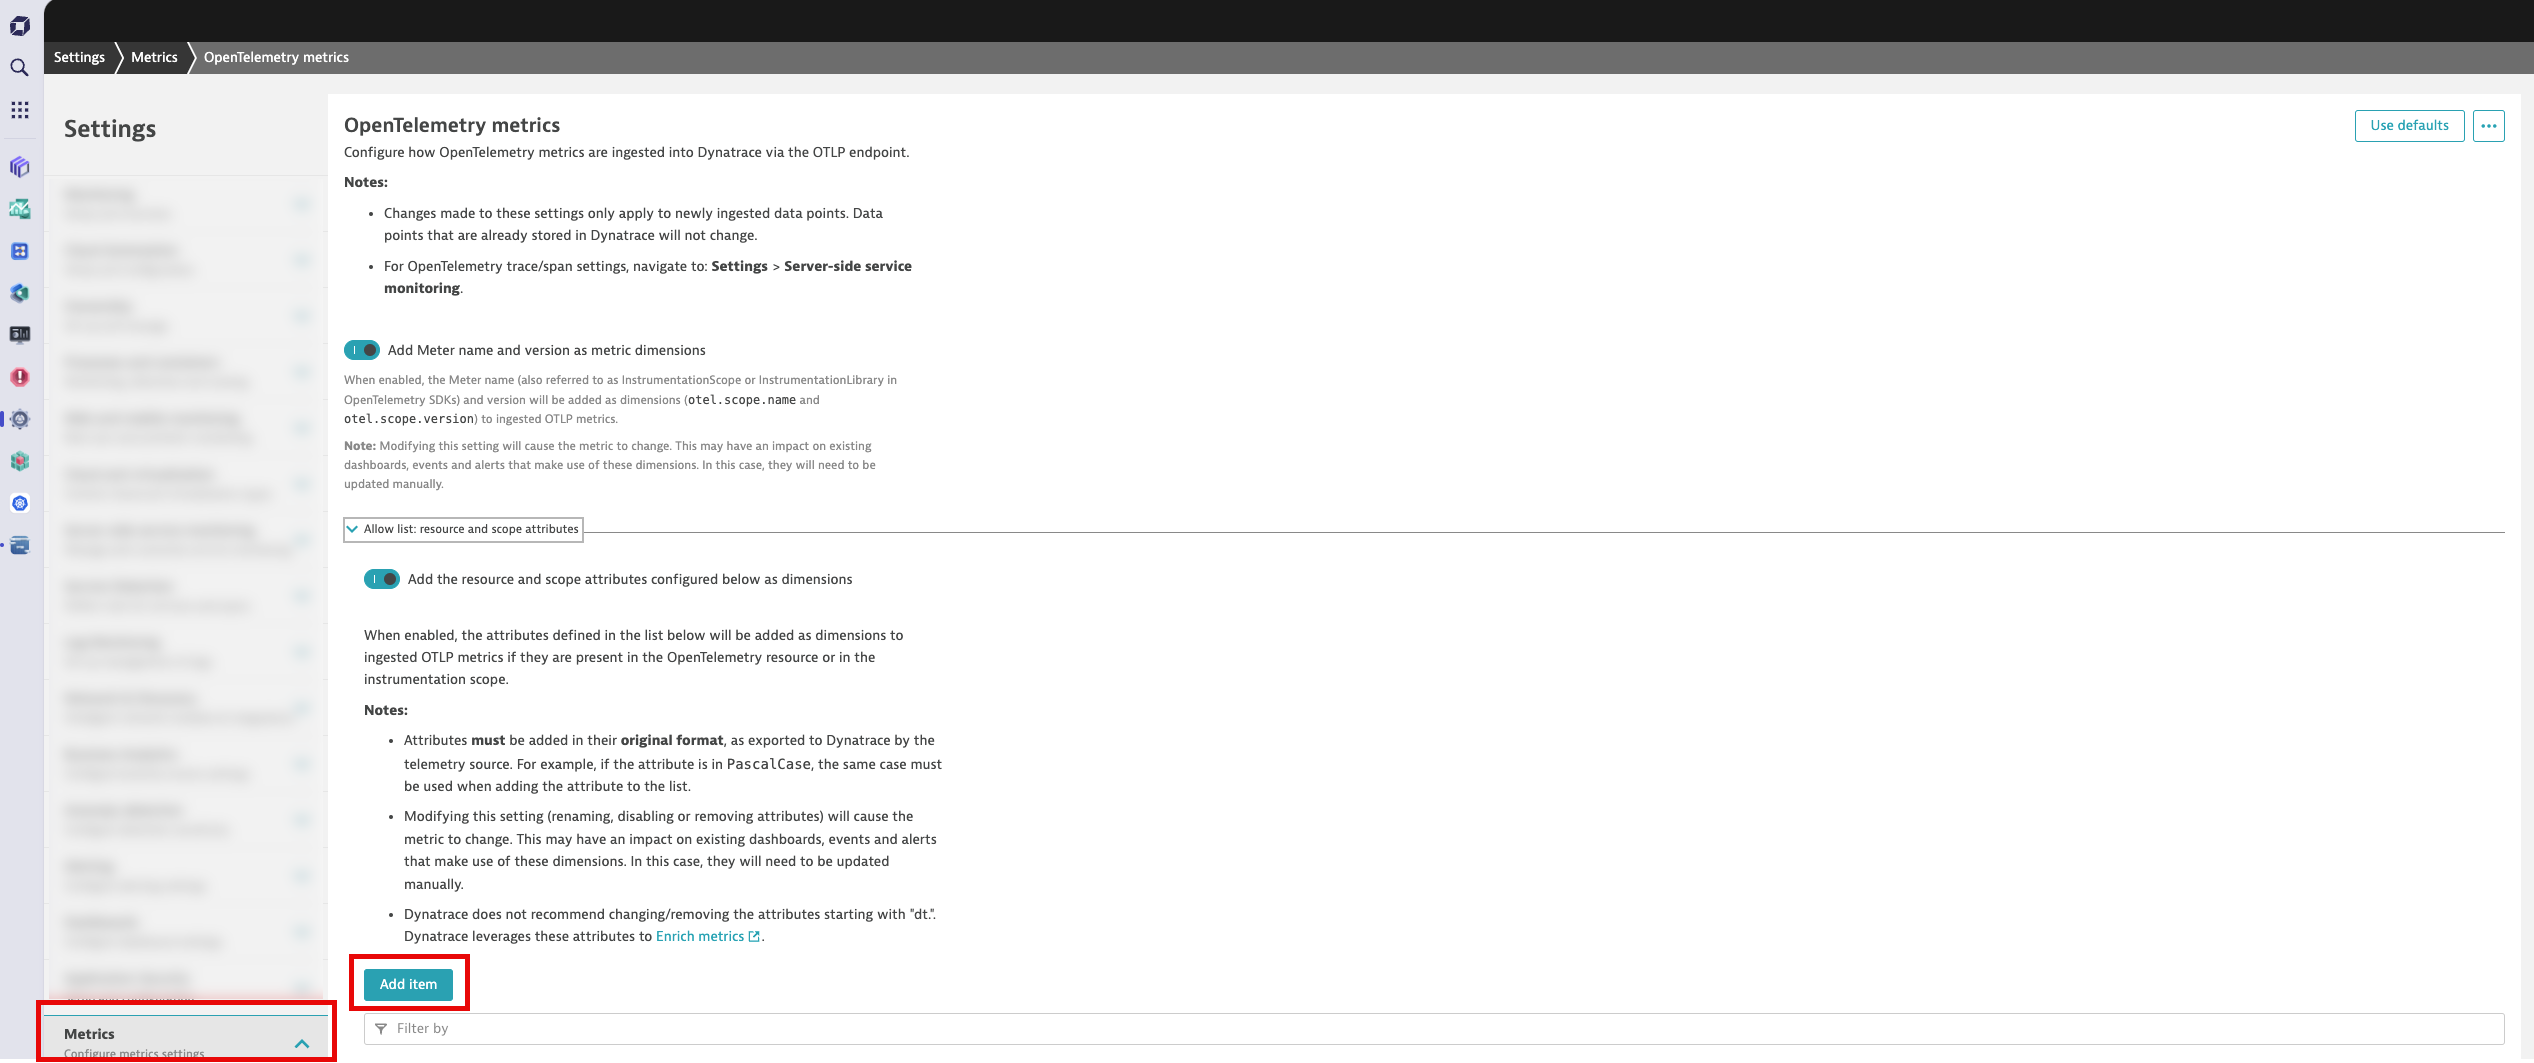 Settings
Metrics
OpenTelemetry metrics
Settings
OpenTelemetry metrics
Use defaults
Configure how OpenTelemetry metrics are ingested into Dynatrace via the OTLP endpoint.
Notes:
• Changes made to these settings only apply to newly ingested data points. Data
points that are already stored in Dynatrace will not change.
• For OpenTelemetry trace/span settings, navigate to: Settings > Server-side service
monitoring.
Add Meter name and version as metric dimensions
When enabled, the Meter name (also referred to as InstrumentationScope or InstrumentationLibrary in
OpenTelemetry SDKs) and version will be added as dimensions (otel.scope.name and
otel.scope.version) to ingested OTLP metrics.
Note: Modifying this setting will cause the metric to change. This may have an impact on existing
dashboards, events and alerts that make use of these dimensions. In this case, they will need to be
updated manually.
Allow list: resource and scope attributes
Add the resource and scope attributes configured below as dimensions
When enabled, the attributes defined in the list below will be added as dimensions to
ingested OTLP metrics if they are present in the OpenTelemetry resource or in the
instrumentation scope.
Notes:
• Attributes must be added in their original format, as exported to Dynatrace by the
telemetry source. For example, if the attribute is in PascalCase, the same case must
be used when adding the attribute to the list.
• Modifying this setting (renaming, disabling or removing attributes) will cause the
metric to change. This may have an impact on existing dashboards, events and alerts
that make use of these dimensions. In this case, they will need to be updated
manually.
• Dynatrace does not recommend changing/removing the attributes starting with "dt.".
Dynatrace leverages these attributes to Enrich metrics.
Add item
Filter by
Metrics
Configure metrics settings